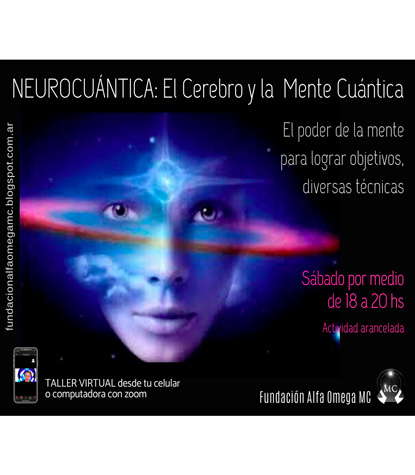 NEUROCUÁNTICA: El Cerebro y la Mente Cuántica
El poder de la mente
para lograr objetivos,
diversas técnicas
fundacionalfaomegamc.blogspot.com.ar
Sábado por medio
de 18 a 20 hs
Actividad arancelada
TALLER VIRTUAL desde tu celular
o computadora con zoom
Fundación Alfa Omega MC
MC